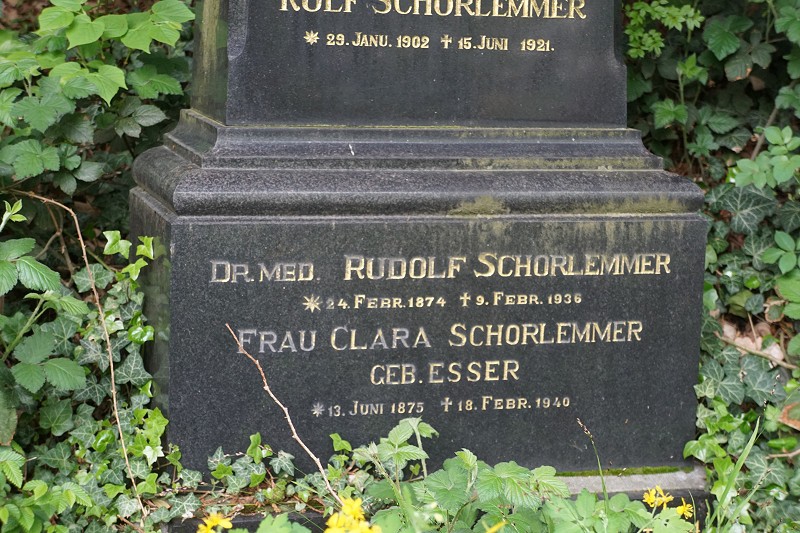 ROLF SCHORLEMMER
✴ 29. JANU. 1902 ✝ 15. JUNI 1921.
DR. MED. RUDOLF SCHORLEMMER
✴ 24. FEBR. 1874 ✝ 9. FEBR. 1936
FRAU CLARA SCHORLEMMER
GEB. ESSER
✴ 13. JUNI 1875 ✝ 18. FEBR. 1940